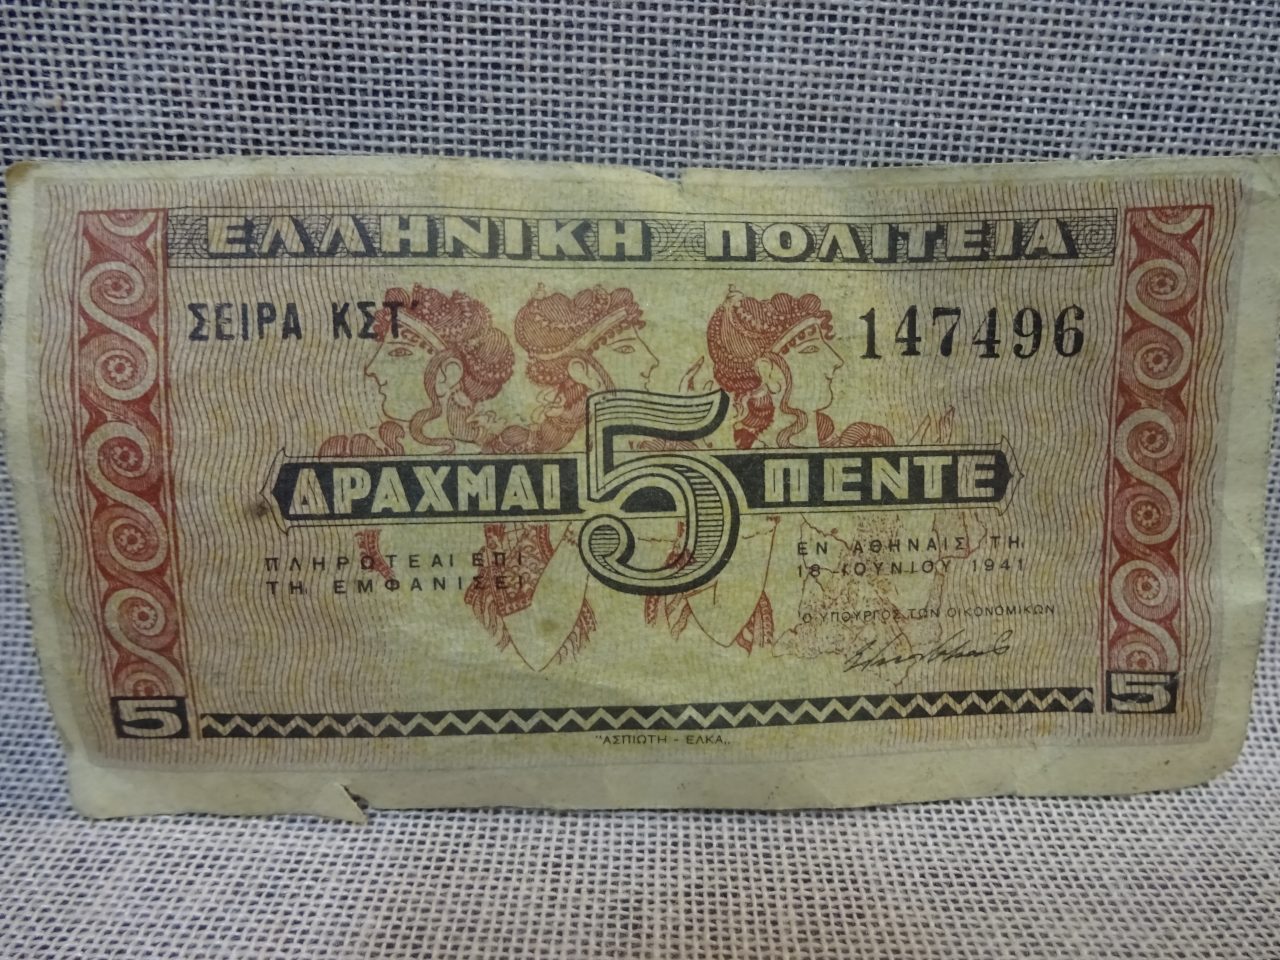 ΕΛΛΗΝΙΚΗ ΠΟΛΙΤΕΙΑ
ΣΕΙΡΑ ΚΣΤ' 147496
ΔΡΑΧΜΑΙ 5 ΠΕΝΤΕ
ΠΛΗΡΩΤΕΑΙ ΕΠΙ
ΤΗ ΕΜΦΑΝΙΣΕΙ
ΕΝ ΑΘΗΝΑΙΣ ΤΗ
18 ΙΟΥΝΙΟΥ 1941
Ο ΥΠΟΥΡΓΟΣ ΤΩΝ ΟΙΚΟΝΟΜΙΚΩΝ
5 5
"ΑΣΠΙΩΤΗ - ΕΛΚΑ„